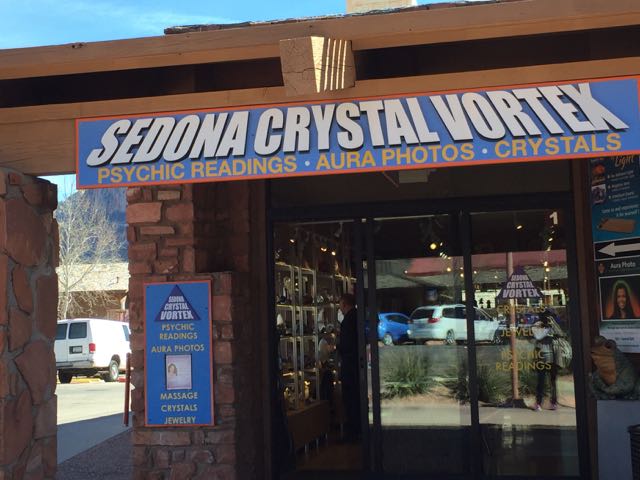 SEDONA CRYSTAL VORTEX
PSYCHIC READINGS · AURA PHOTOS · CRYSTALS
SEDONA
CRYSTAL
VORTEX
PSYCHIC
READINGS
AURA PHOTOS
MASSAGE
CRYSTALS
JEWELRY
1
SEDONA
CRYSTAL
VORTEX
PSYCHIC
READINGS
Light
Aura Photo